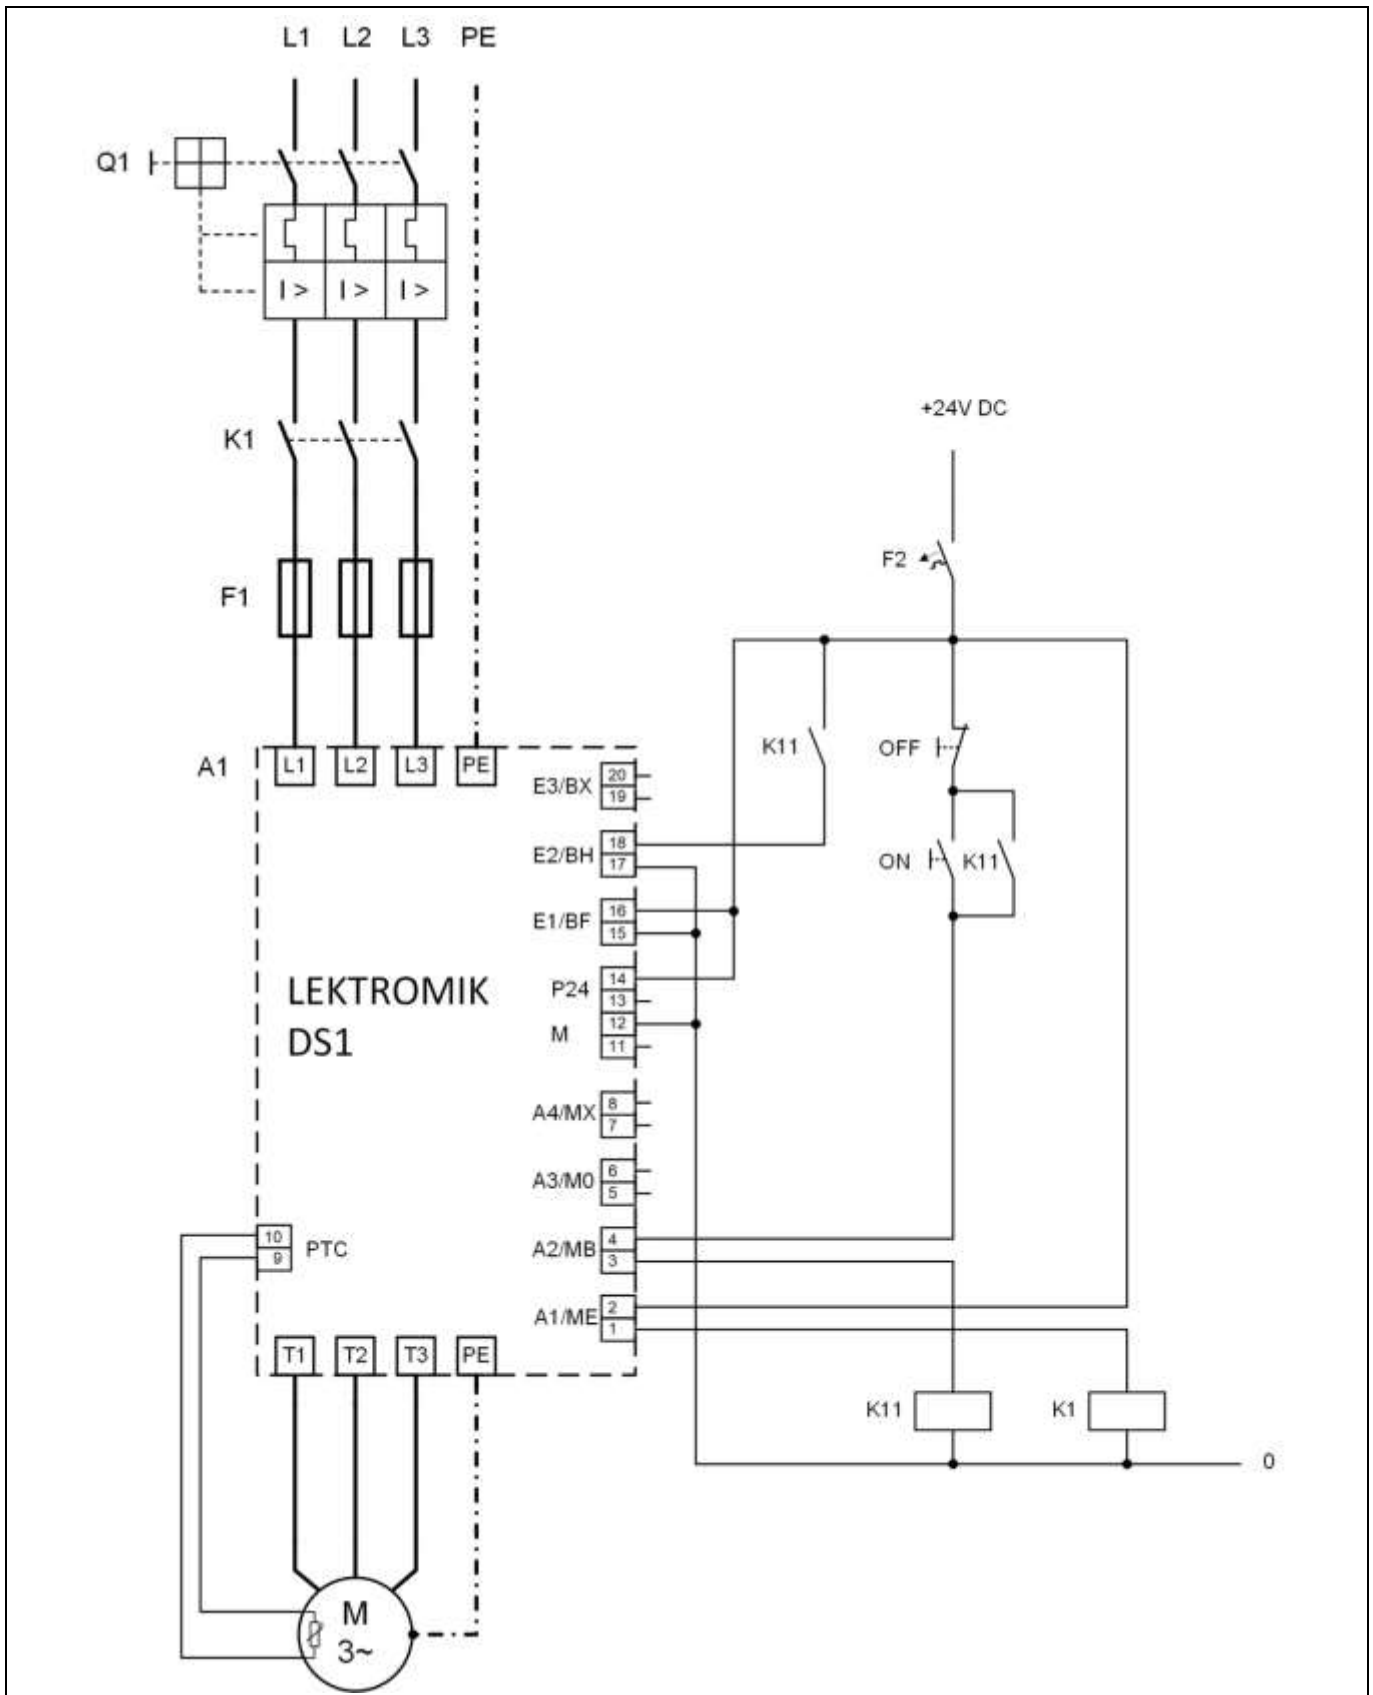 L1 L2 L3 PE
Q1
I > I > I >
K1
+24V DC
F2
F1
A1
L1 L2 L3 PE
K11
OFF
E3/BX
20
19
E2/BH
18
17
ON
K11
E1/BF
16
15
LEKTROMIK
DS1
P24
14
13
M
12
11
A4/MX
8
7
A3/M0
6
5
10
9
PTC
A2/MB
4
3
A1/ME
2
1
T1 T2 T3 PE
K11
K1
0
M
3~